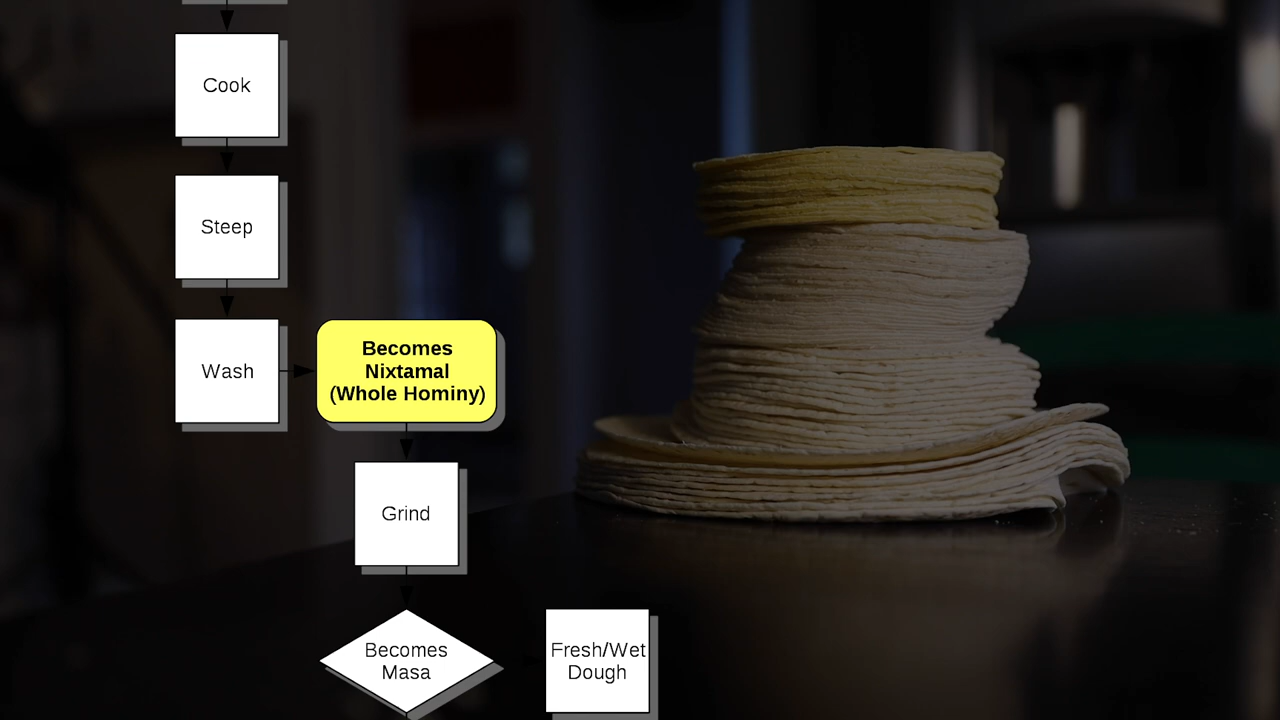 Cook
Steep
Wash
Becomes
Nixtamal
(Whole Hominy)
Grind
Becomes
Masa
Fresh/Wet
Dough